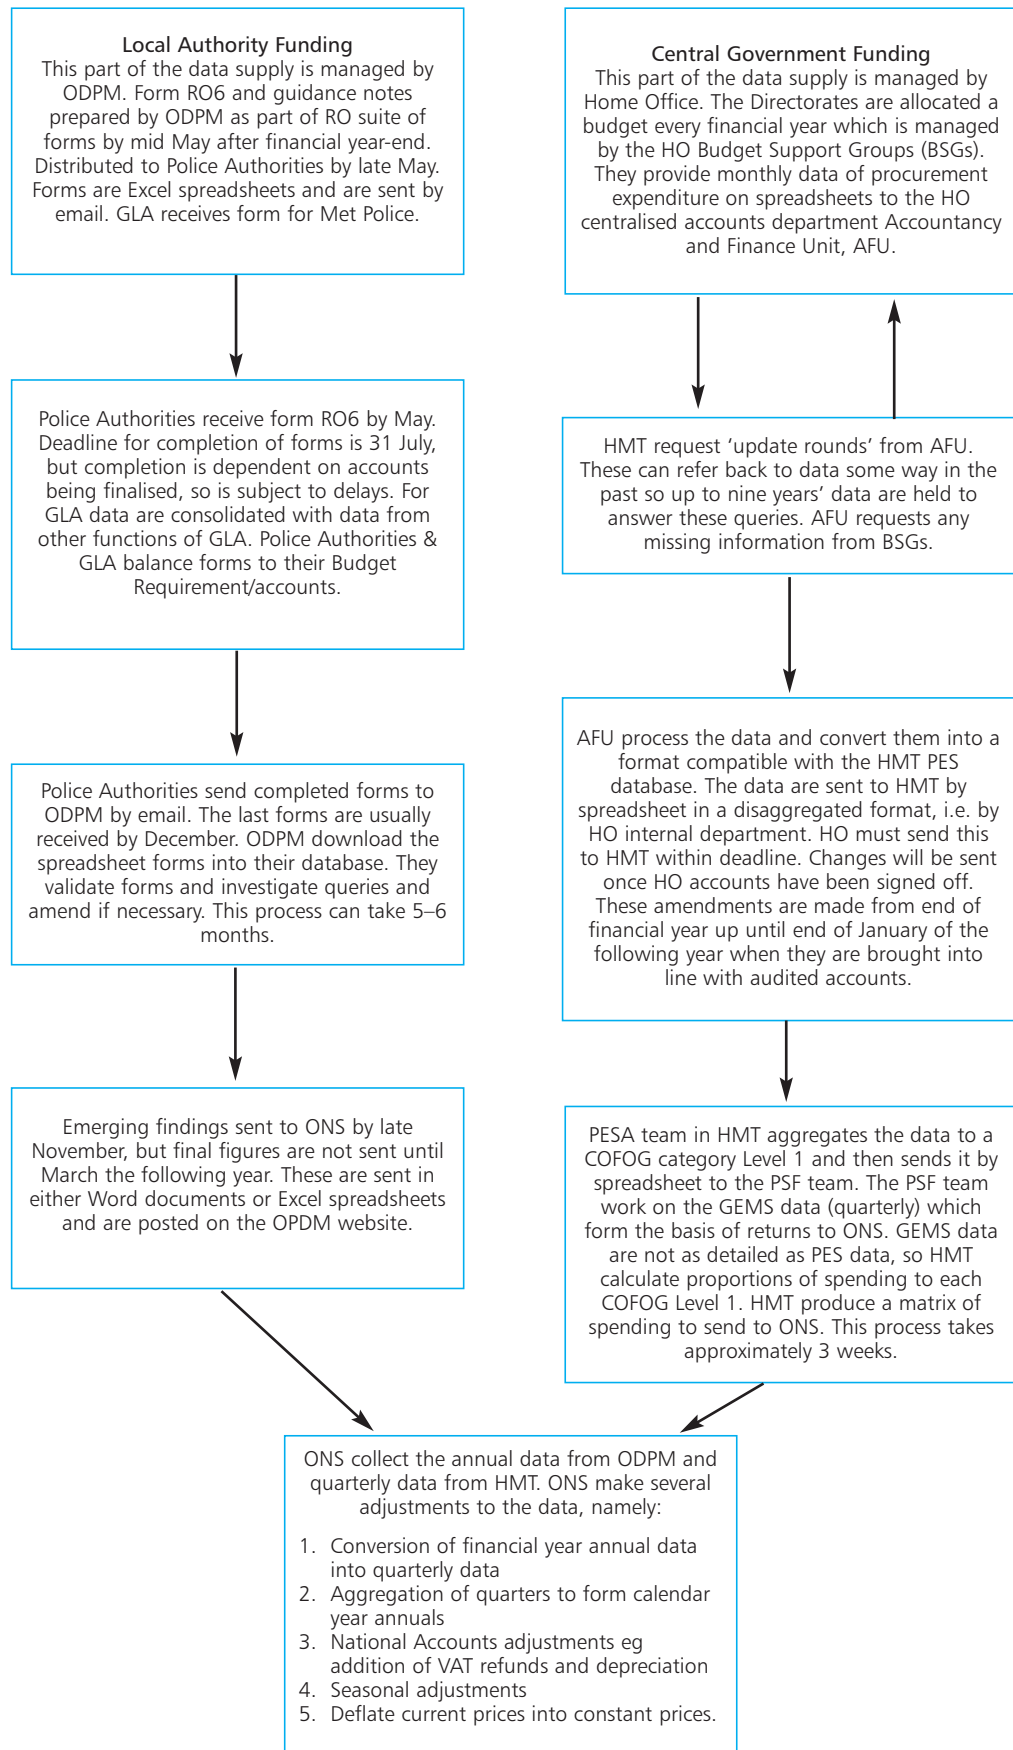 Local Authority Funding
This part of the data supply is managed by
ODPM. Form RO6 and guidance notes
prepared by ODPM as part of RO suite of
forms by mid May after financial year-end.
Distributed to Police Authorities by late May.
Forms are Excel spreadsheets and are sent by
email. GLA receives form for Met Police.
Police Authorities receive form RO6 by May.
Deadline for completion of forms is 31 July,
but completion is dependent on accounts
being finalised, so is subject to delays. For
GLA data are consolidated with data from
other functions of GLA. Police Authorities &
GLA balance forms to their Budget
Requirement/accounts.
Police Authorities send completed forms to
ODPM by email. The last forms are usually
received by December. ODPM download the
spreadsheet forms into their database. They
validate forms and investigate queries and
amend if necessary. This process can take 5–6
months.
Emerging findings sent to ONS by late
November, but final figures are not sent until
March the following year. These are sent in
either Word documents or Excel spreadsheets
and are posted on the OPDM website.
Central Government Funding
This part of the data supply is managed by
Home Office. The Directorates are allocated a
budget every financial year which is managed
by the HO Budget Support Groups (BSGs).
They provide monthly data of procurement
expenditure on spreadsheets to the HO
centralised accounts department Accountancy
and Finance Unit, AFU.
HMT request ‘update rounds’ from AFU.
These can refer back to data some way in the
past so up to nine years’ data are held to
answer these queries. AFU requests any
missing information from BSGs.
AFU process the data and convert them into a
format compatible with the HMT PES
database. The data are sent to HMT by
spreadsheet in a disaggregated format, i.e. by
HO internal department. HO must send this
to HMT within deadline. Changes will be sent
once HO accounts have been signed off.
These amendments are made from end of
financial year up until end of January of the
following year when they are brought into
line with audited accounts.
PESA team in HMT aggregates the data to a
COFOG category Level 1 and then sends it by
spreadsheet to the PSF team. The PSF team
work on the GEMS data (quarterly) which
form the basis of returns to ONS. GEMS data
are not as detailed as PES data, so HMT
calculate proportions of spending to each
COFOG Level 1. HMT produce a matrix of
spending to send to ONS. This process takes
approximately 3 weeks.
ONS collect the annual data from ODPM and
quarterly data from HMT. ONS make several
adjustments to the data, namely:
1. Conversion of financial year annual data
into quarterly data
2. Aggregation of quarters to form calendar
year annuals
3. National Accounts adjustments eg
addition of VAT refunds and depreciation
4. Seasonal adjustments
5. Deflate current prices into constant prices.